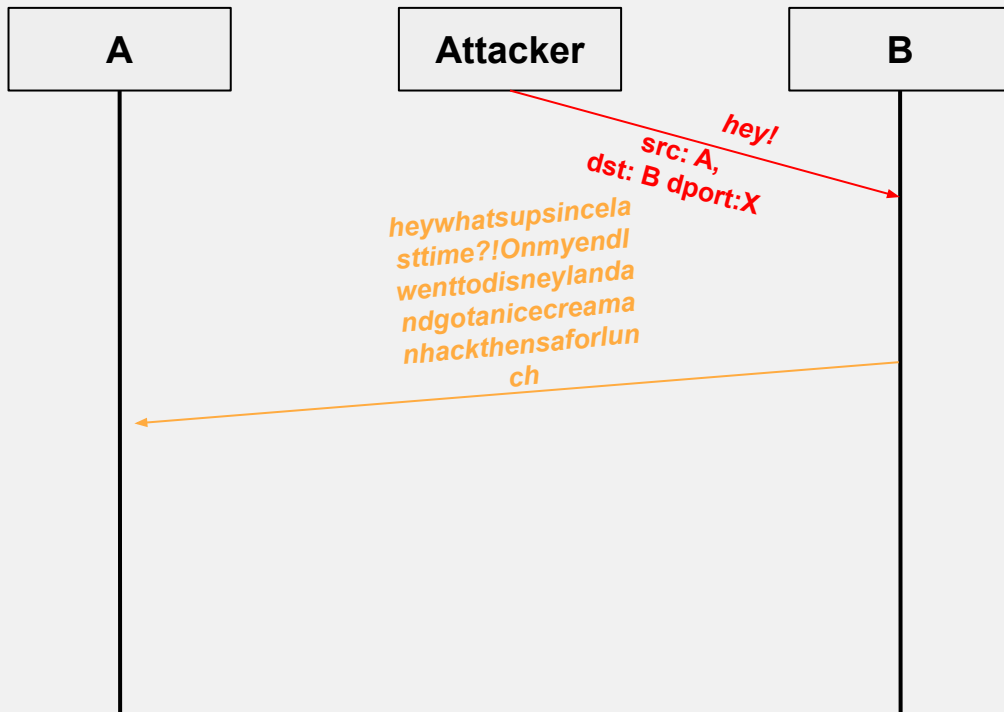 A
Attacker
B
hey!
src: A,
dst: B dport:X
heywhatsupsincela
sttime?!Onmyendl
wenttodisneylanda
ndgotanicecreama
nhackthensaforlun
ch